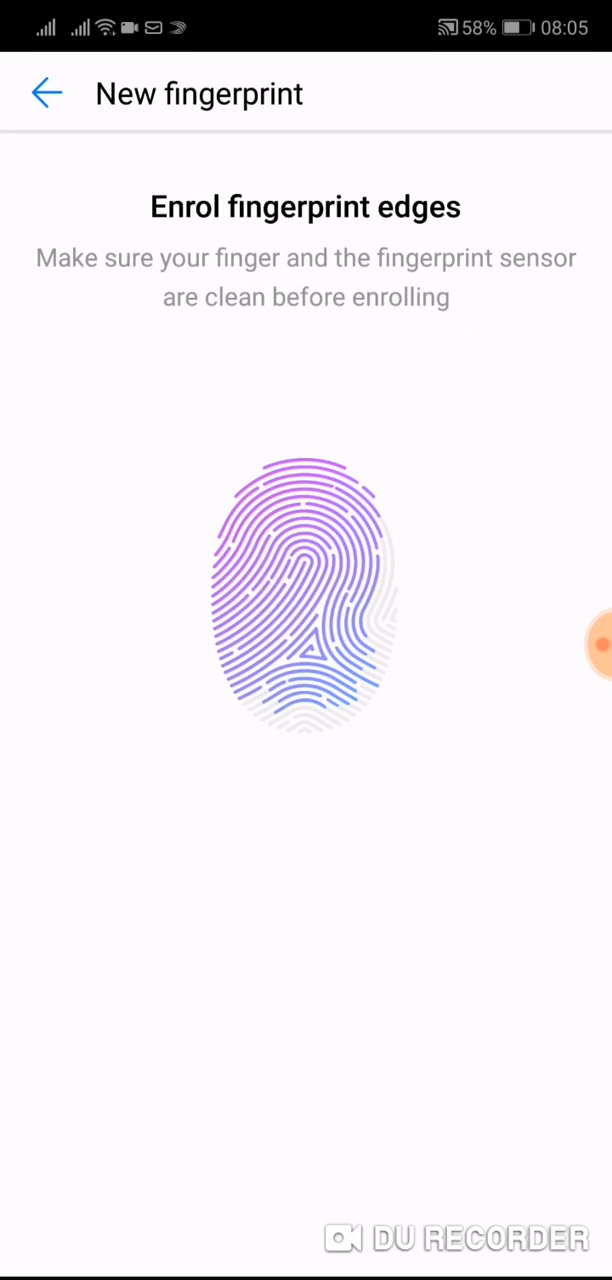 58% 08:05
New fingerprint
Enrol fingerprint edges
Make sure your finger and the fingerprint sensor
are clean before enrolling
DU RECORDER